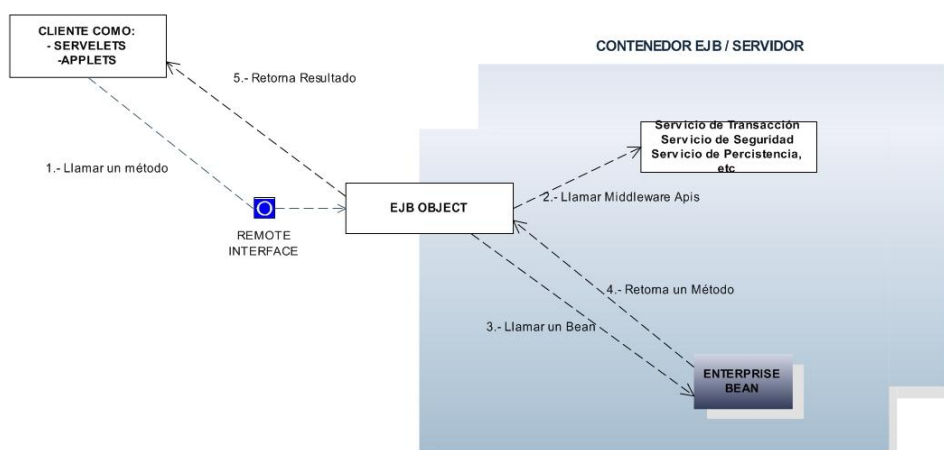 CLIENTE COMO:
- SERVELETS
-APPLETS
CONTENEDOR EJB / SERVIDOR
5.- Retorna Resultado
Servicio de Transacción
Servicio de Seguridad
Servicio de Percistencia,
etc
1.- Llamar un método
2.- Llamar Middleware Apis
EJB OBJECT
REMOTE
INTERFACE
4.- Retorna un Método
3.- Llamar un Bean
ENTERPRISE
BEAN